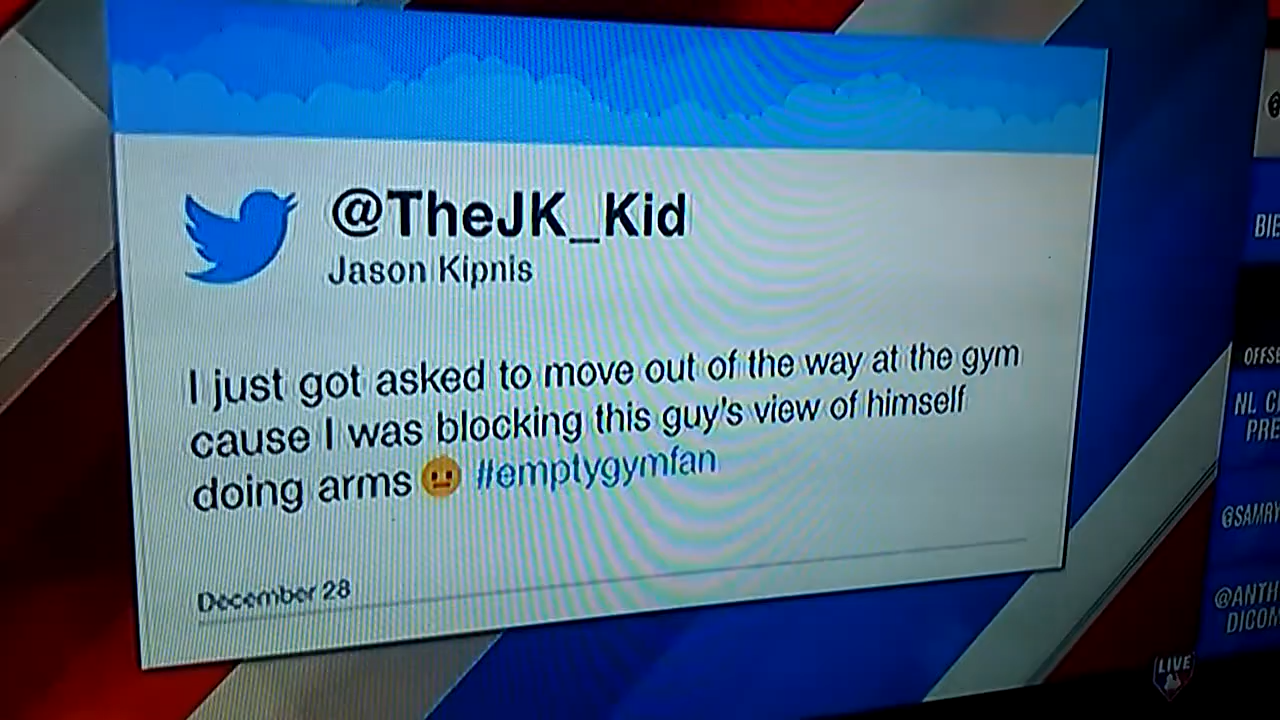 @TheJK_Kid
Jason Kipnis
I just got asked to move out of the way at the gym
cause I was blocking this guy's view of himself
doing arms 😐 #emptygymfan
December 28
BIE
OFFSE
NL C
PRE
@SAMRY
@ANTH
DICOM
LIVE